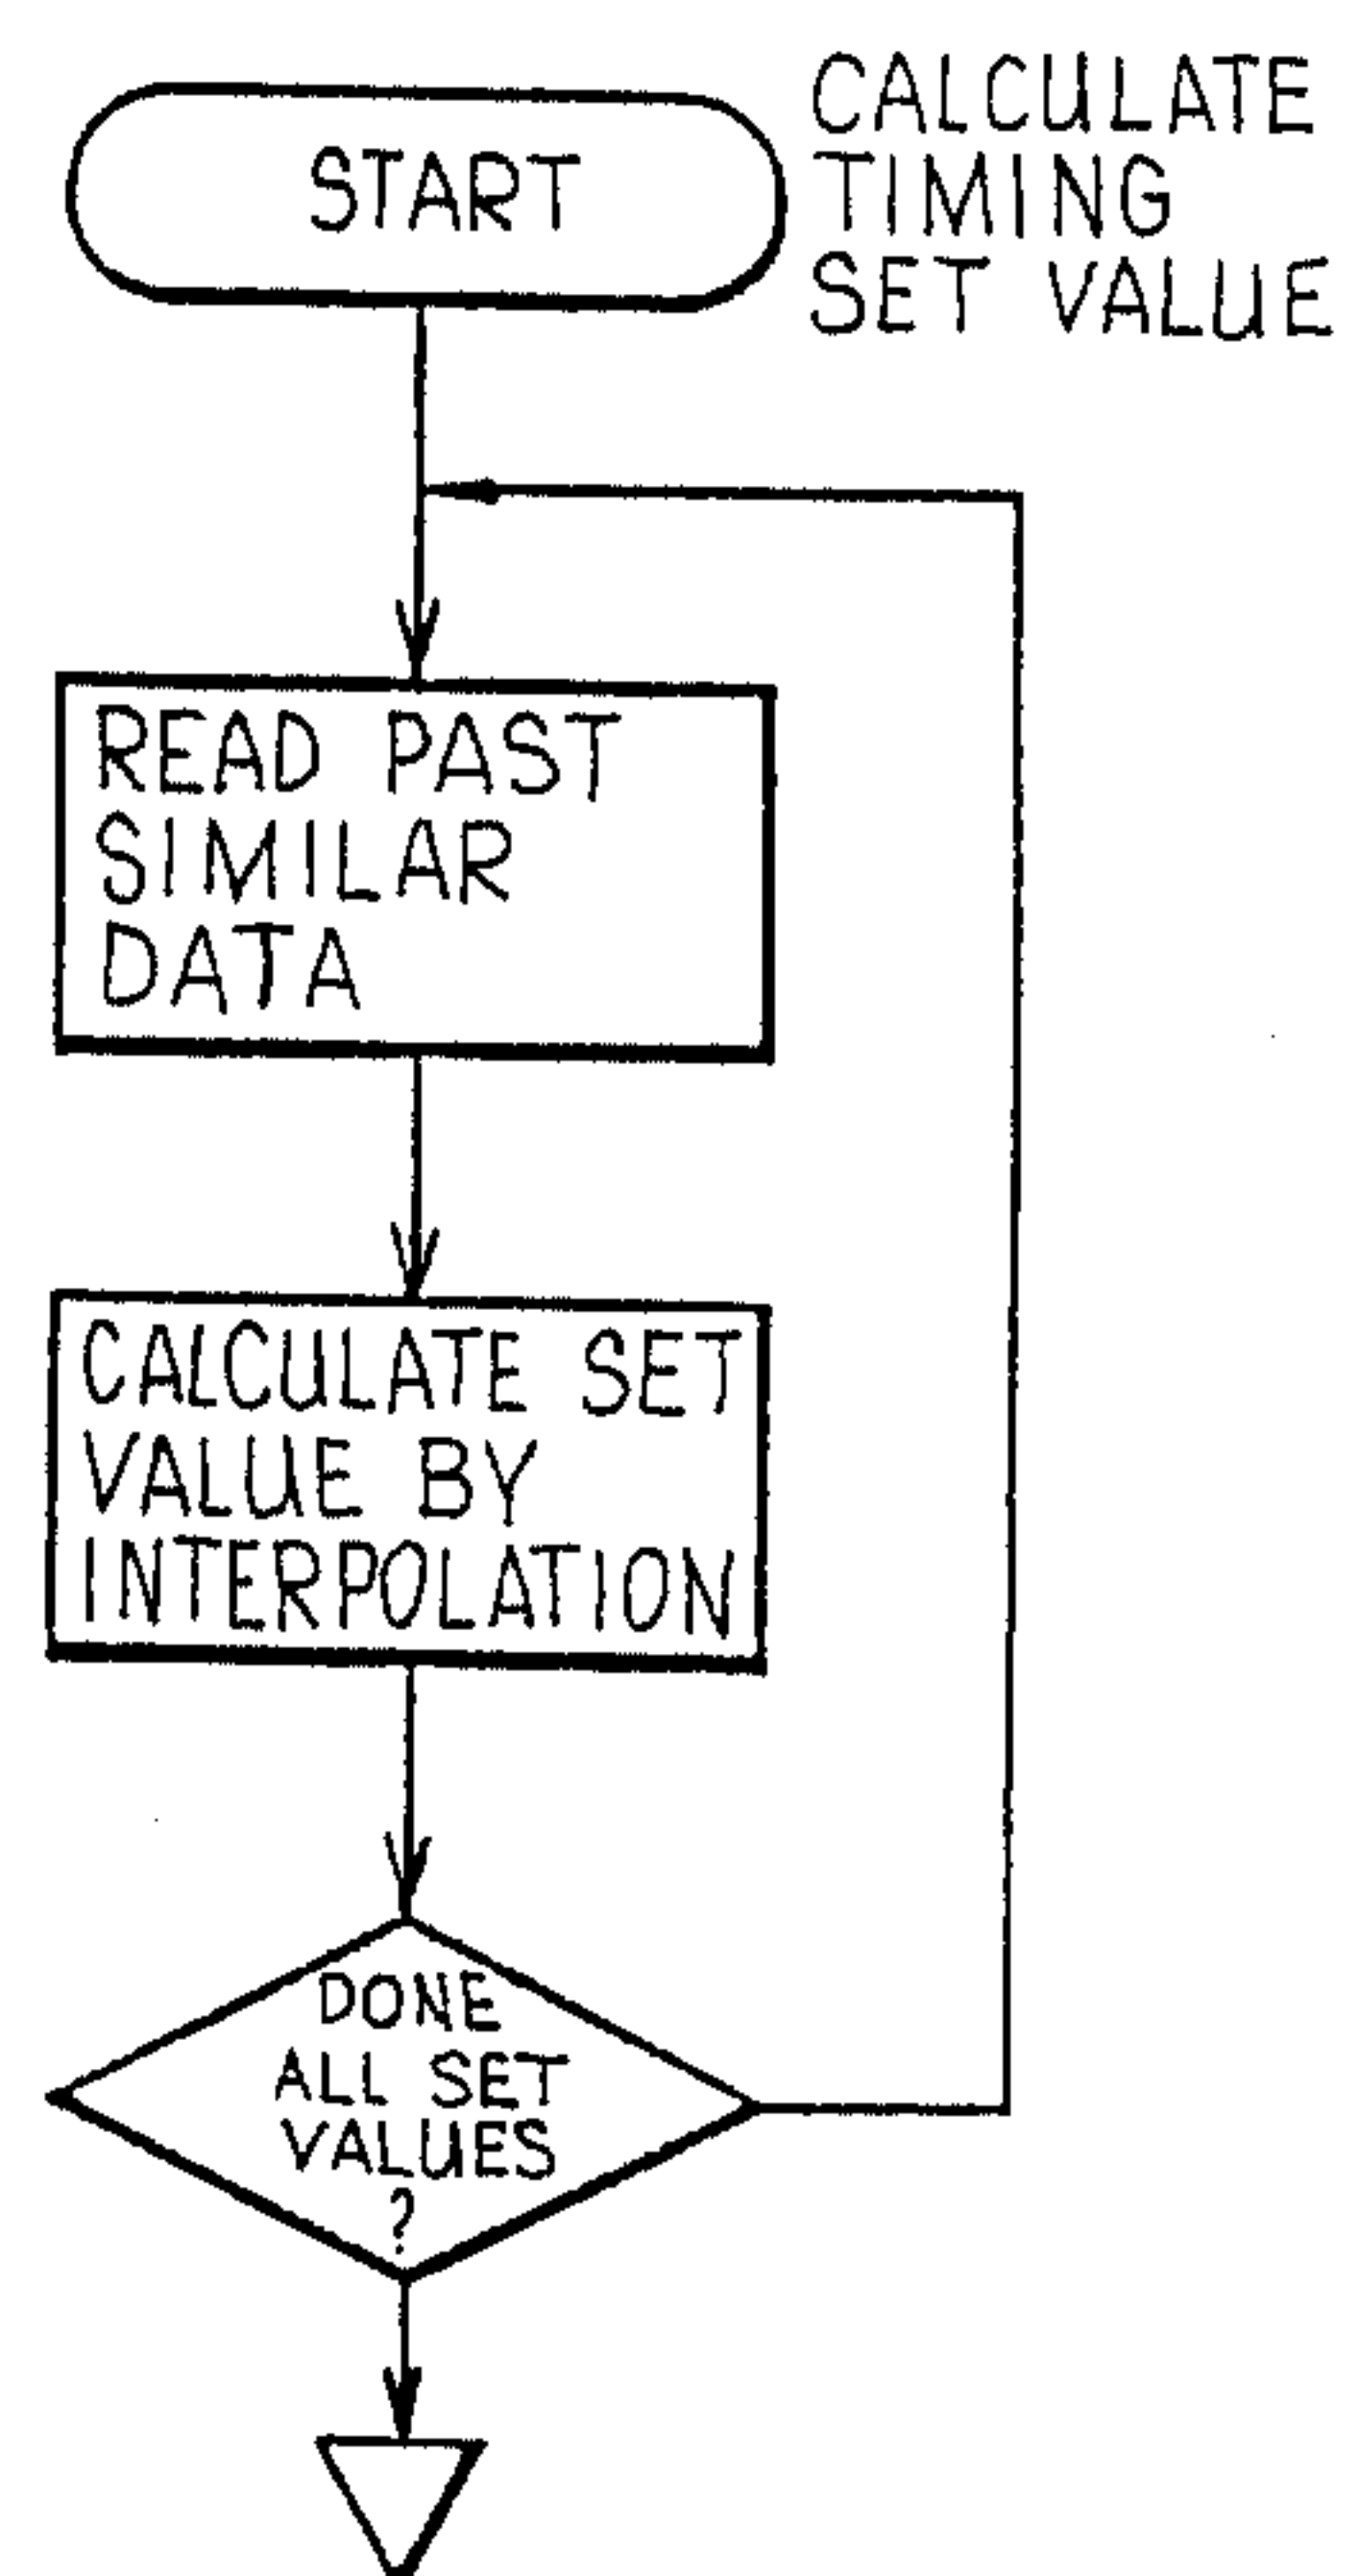 START
CALCULATE
TIMING
SET VALUE
READ PAST
SIMILAR
DATA
CALCULATE SET
VALUE BY
INTERPOLATION
DONE
ALL SET
VALUES
?